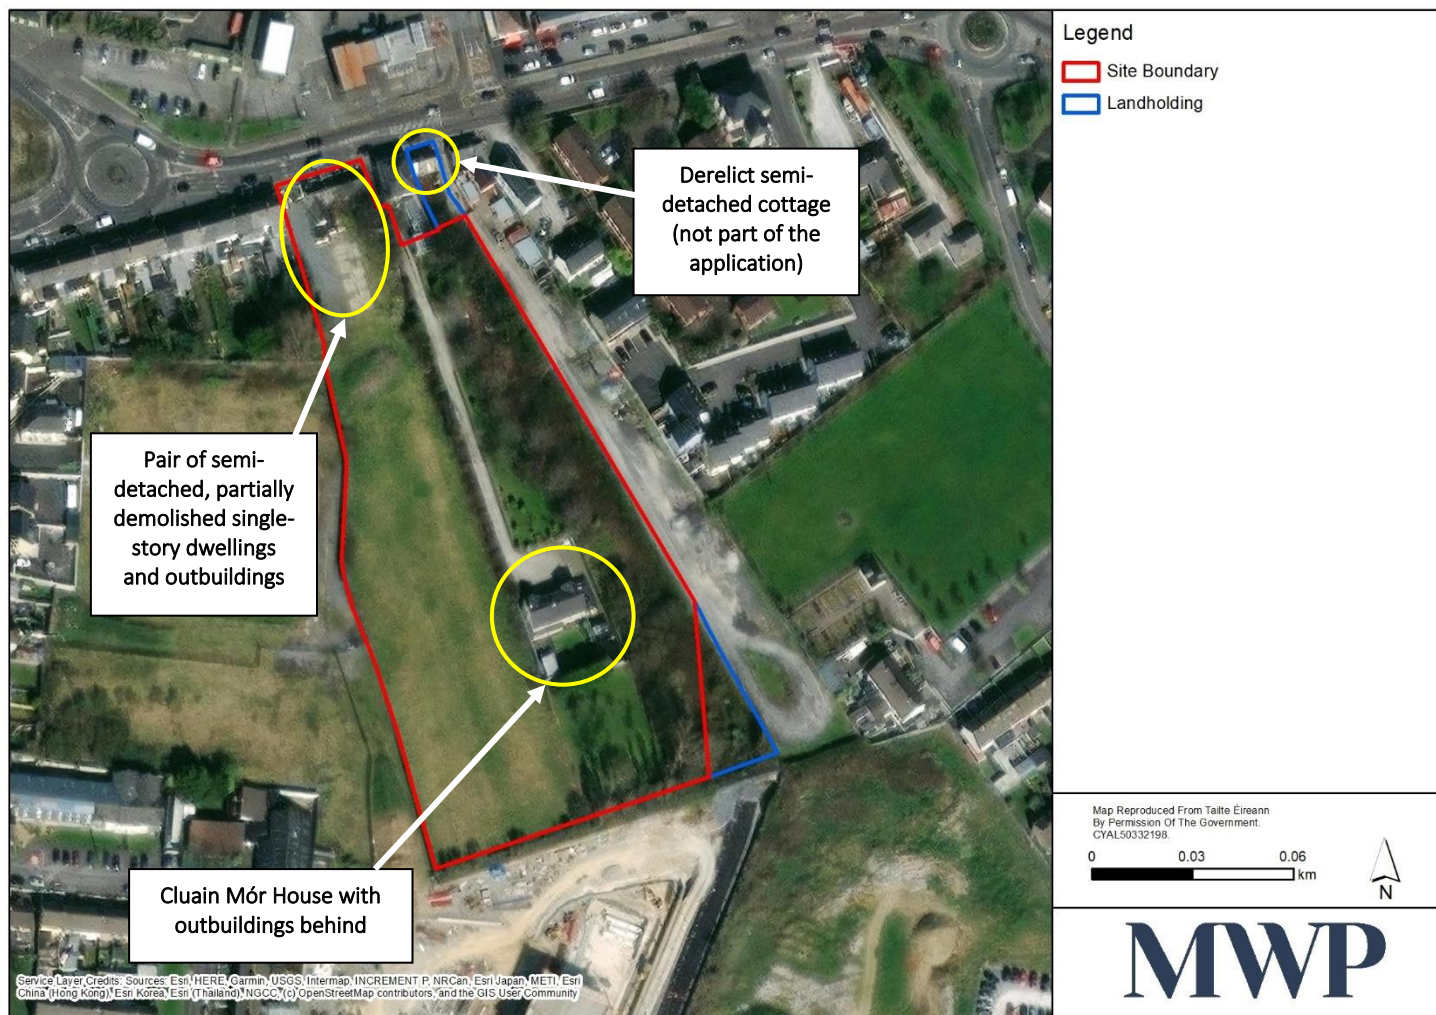 Legend
Site Boundary
Landholding
Derelict semi-
detached cottage
(not part of the
application)
Pair of semi-
detached, partially
demolished single-
story dwellings
and outbuildings
Cluain Mór House with
outbuildings behind
Map Reproduced From Tailte Éireann
By Permission Of The Government.
CYAL50332198.
0 0.03 0.06
km
N
MWP
Service Layer Credits: Sources: Esri, HERE, Garmin, USGS, Intermap, INCREMENT P, NRCan, Esri Japan, METI, Esri
China (Hong Kong), Esri Korea, Esri (Thailand), NGCC, (c) OpenStreetMap contributors, and the GIS User Community